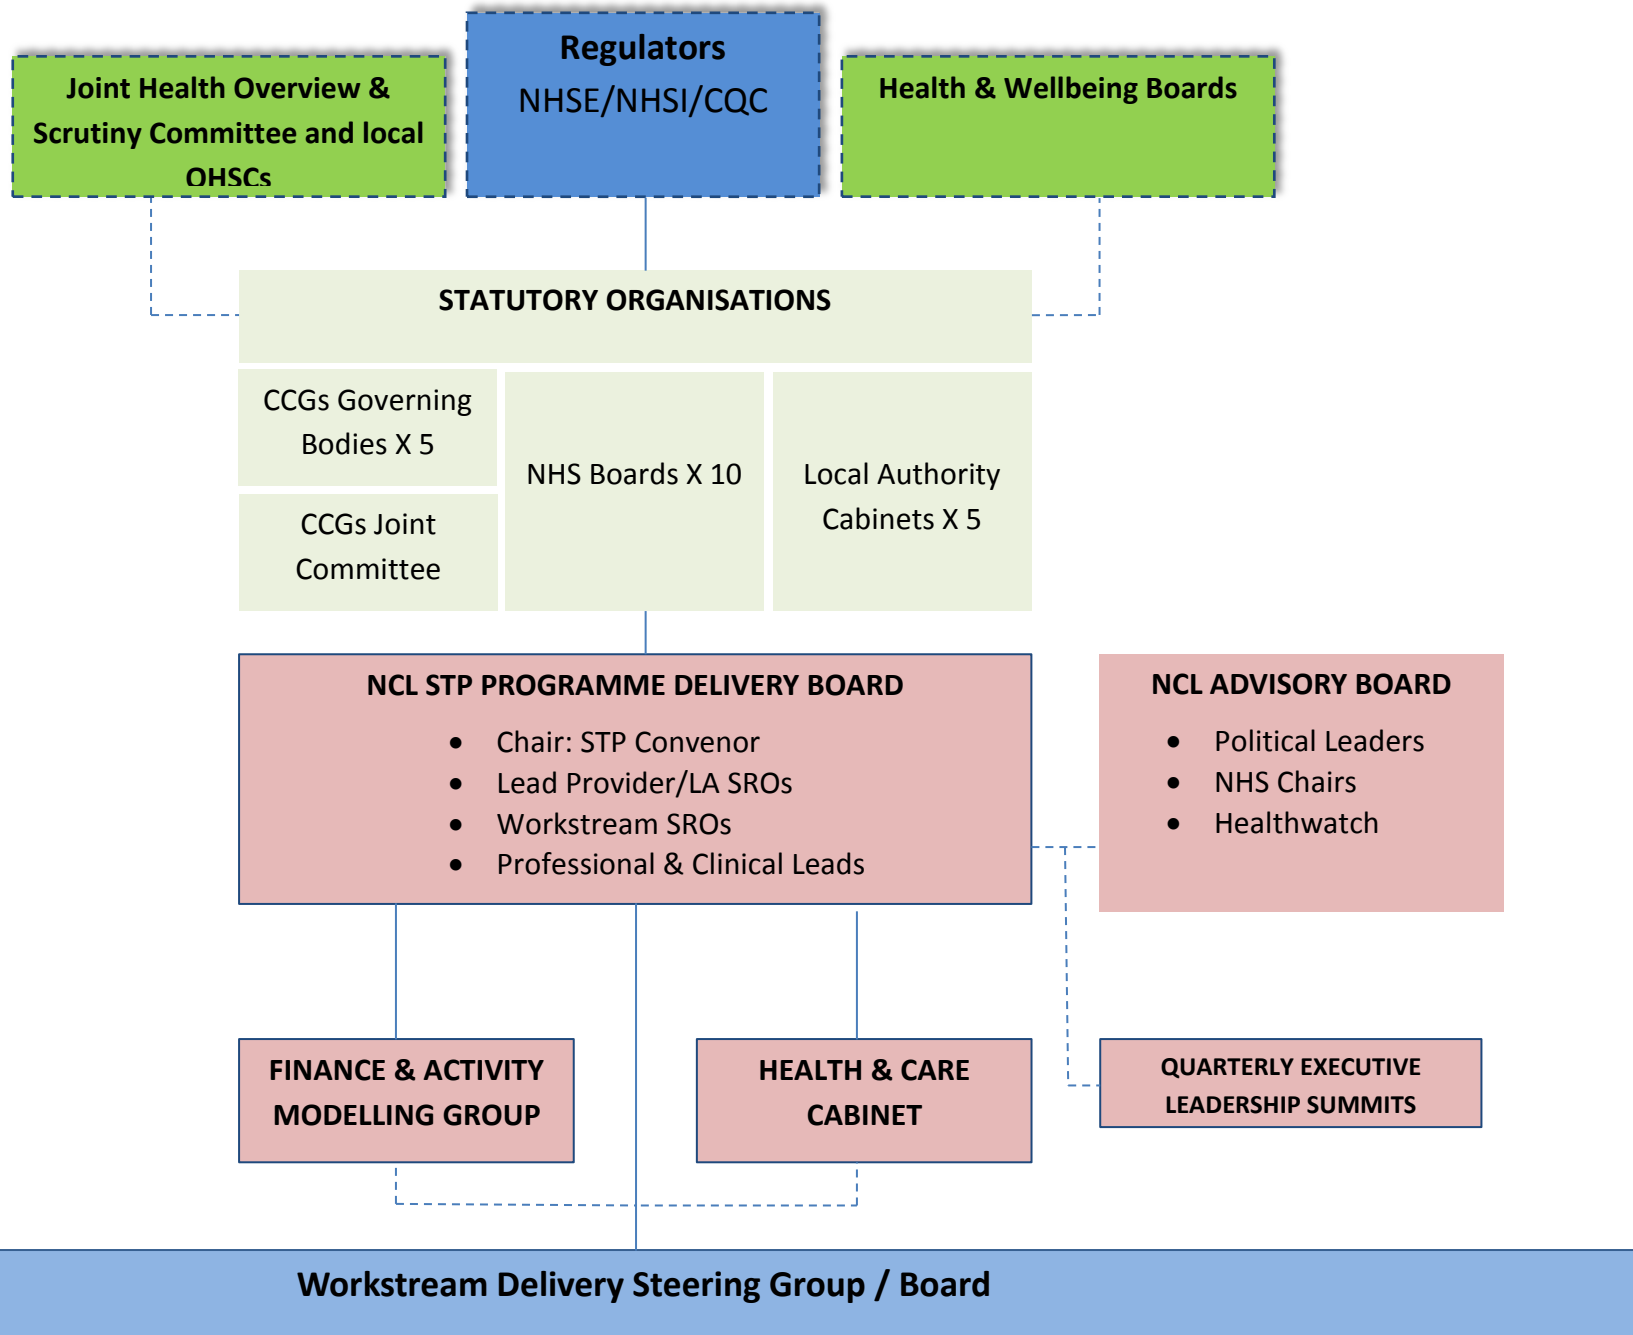 Regulators
NHSE/NHSI/CQC
Joint Health Overview &
Scrutiny Committee and local
OHSCs
Health & Wellbeing Boards
STATUTORY ORGANISATIONS
CCGs Governing
Bodies X 5
CCGs Joint
Committee
NHS Boards X 10
Local Authority
Cabinets X 5
NCL STP PROGRAMME DELIVERY BOARD
• Chair: STP Convenor
• Lead Provider/LA SROs
• Workstream SROs
• Professional & Clinical Leads
NCL ADVISORY BOARD
• Political Leaders
• NHS Chairs
• Healthwatch
FINANCE & ACTIVITY
MODELLING GROUP
HEALTH & CARE
CABINET
QUARTERLY EXECUTIVE
LEADERSHIP SUMMITS
Workstream Delivery Steering Group / Board